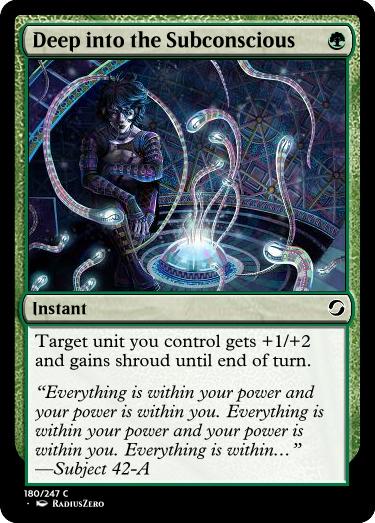 Deep into the Subconscious
Instant
Target unit you control gets +1/+2
and gains shroud until end of turn.
“Everything is within your power and
your power is within you. Everything is
within your power and your power is
within you. Everything is within…”
—Subject 42-A
180/247 C
· RadiusZero